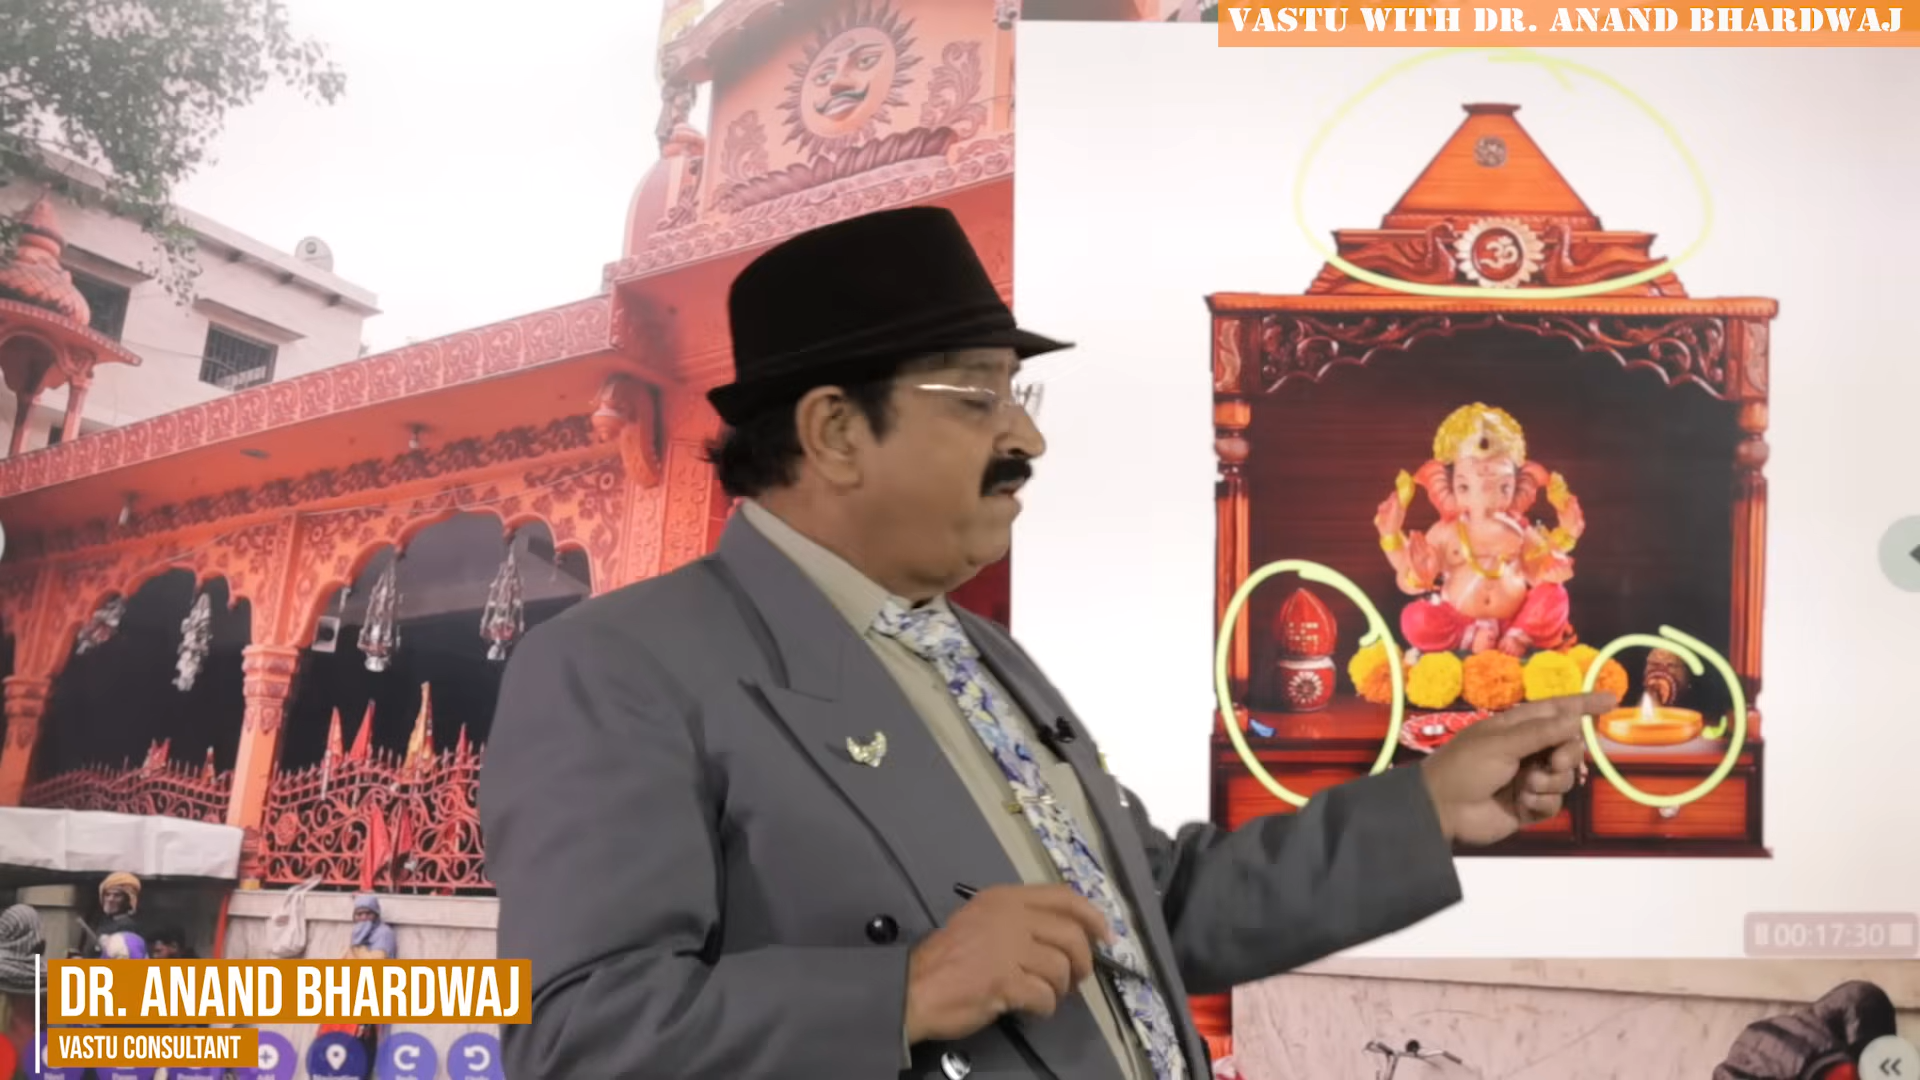 VASTU WITH DR. ANAND BHARDWAJ
ॐ
00:17:30
DR. ANAND BHARDWAJ
VASTU CONSULTANT